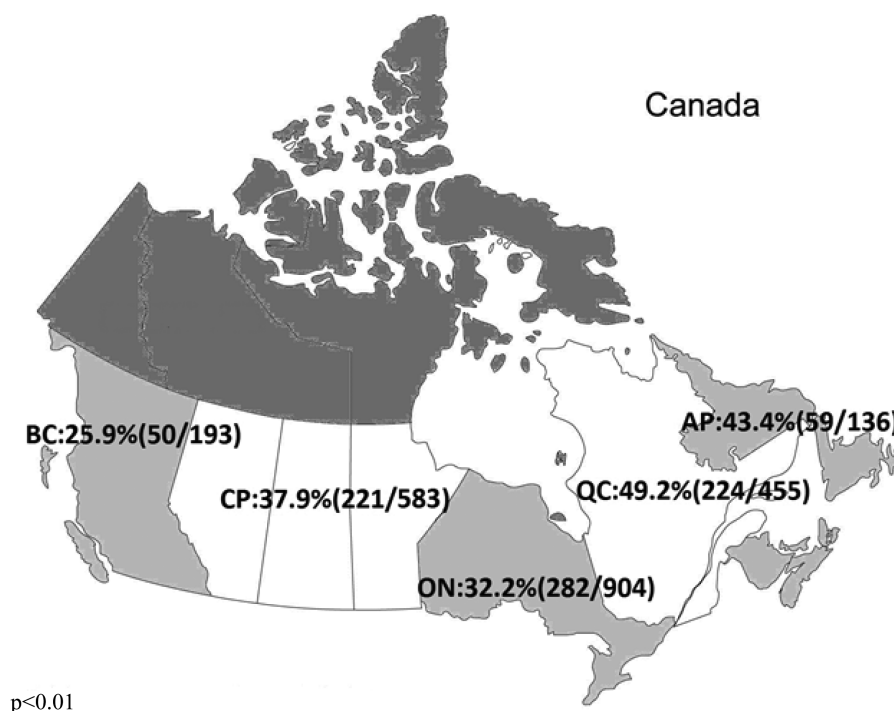 Canada
AP:43.4%(59/136)
BC:25.9%(50/193)
QC:49.2%(224/455)
CP:37.9%(221/583)
ON:32.2%(282/904)
p<0.01